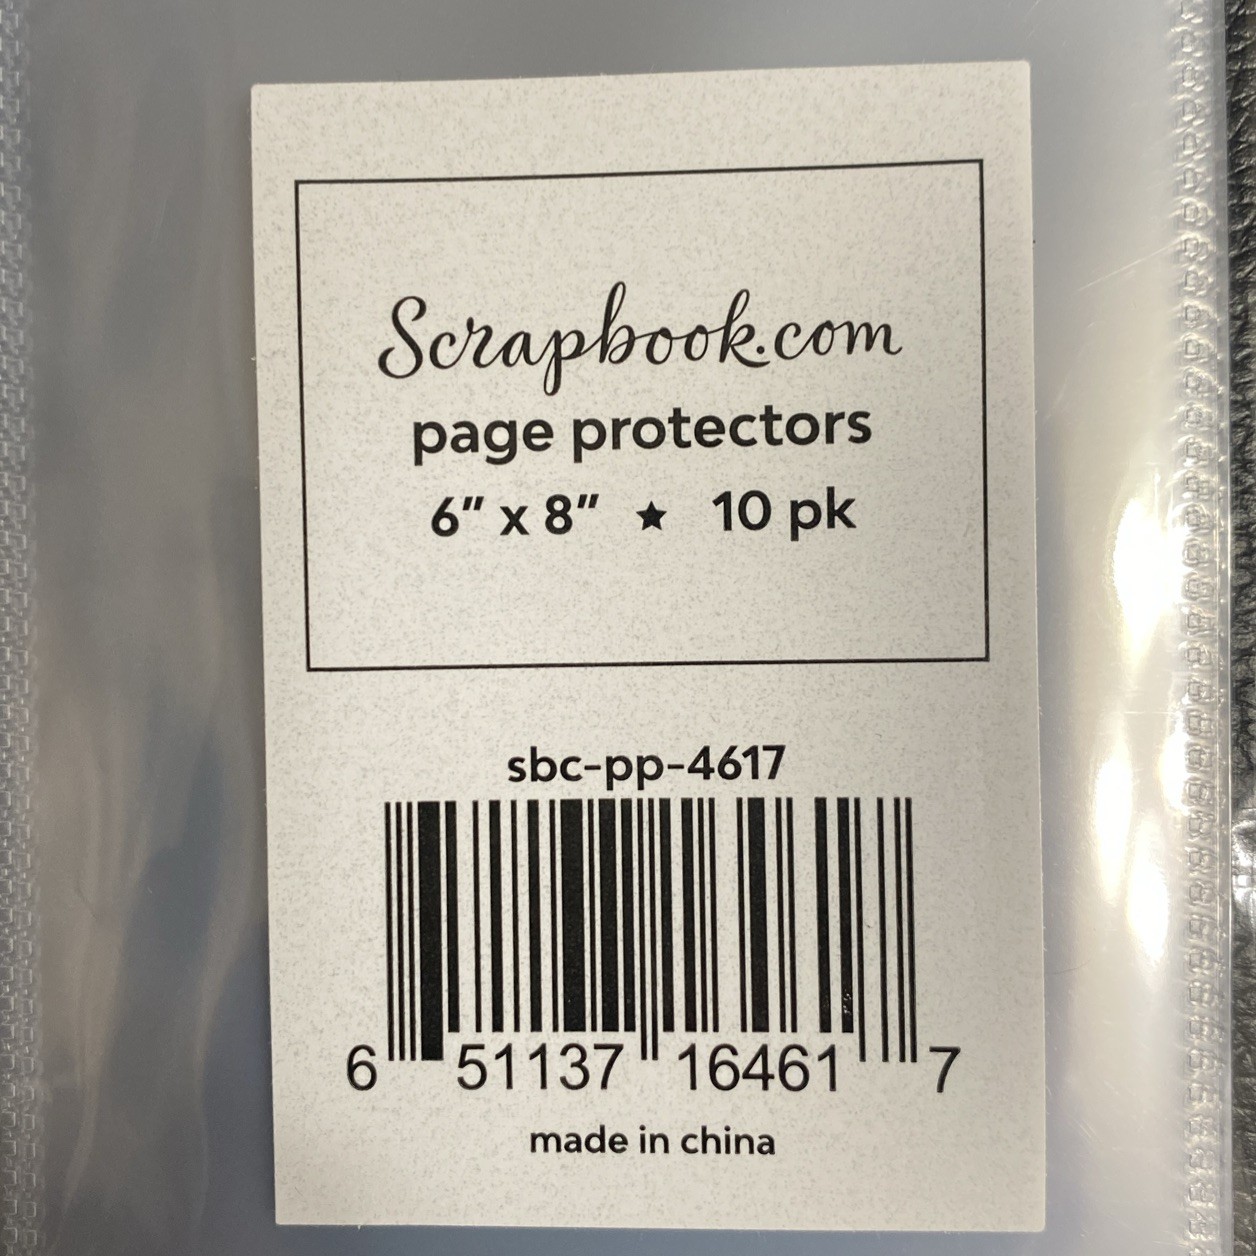 Scrapbook.com
page protectors
6" x 8" ★ 10 pk
sbc-pp-4617
6 51137 16461 7
made in china